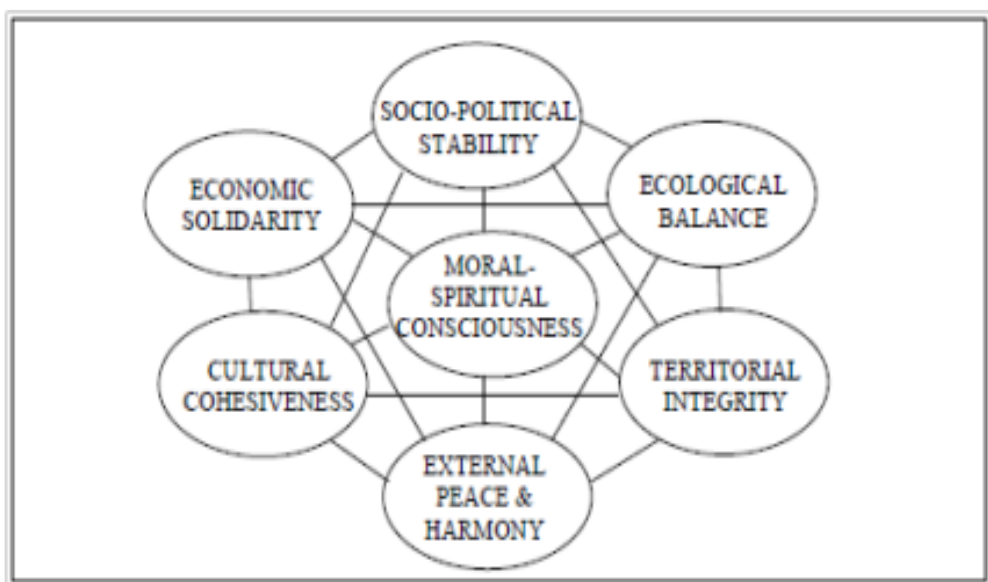 SOCIO-POLITICAL
STABILITY
ECONOMIC
SOLIDARITY
ECOLOGICAL
BALANCE
MORAL-
SPIRITUAL
CONSCIOUSNESS
CULTURAL
COHESIVENESS
TERRITORIAL
INTEGRITY
EXTERNAL
PEACE &
HARMONY